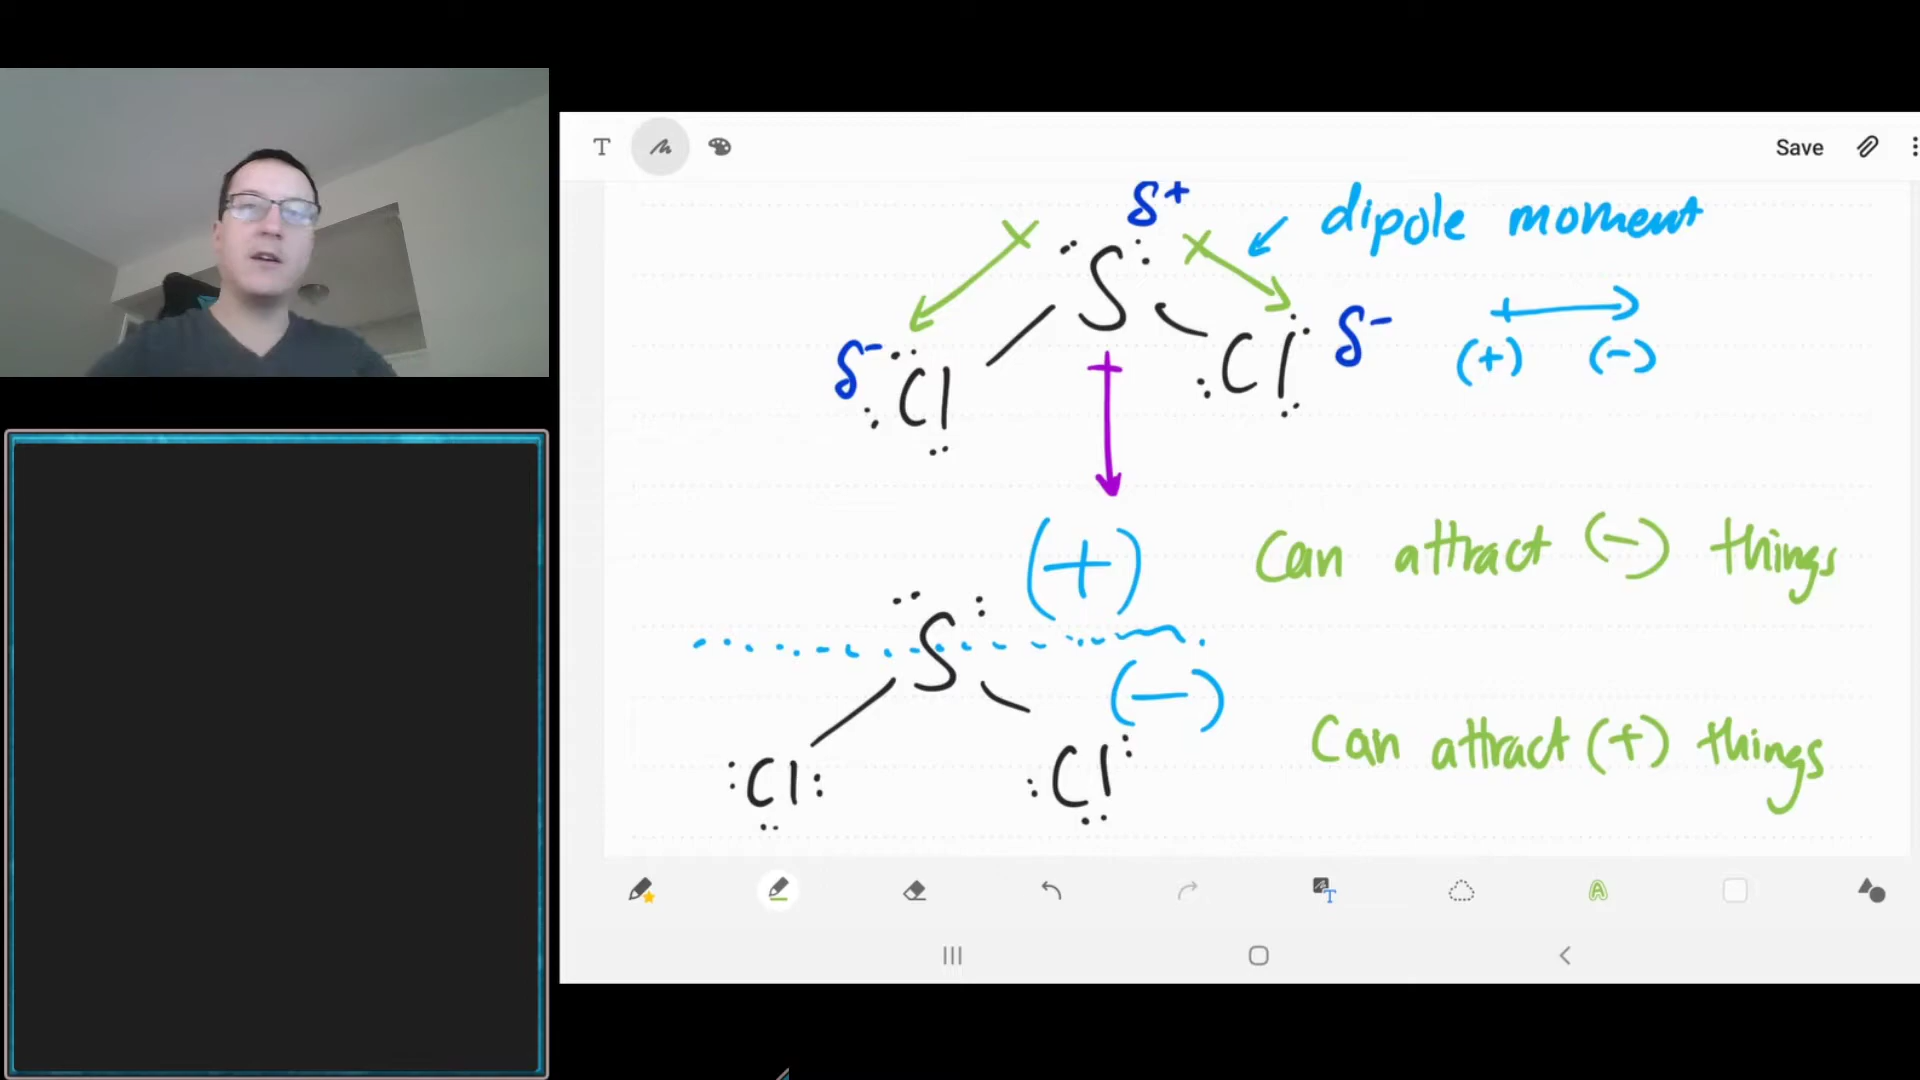 T
Save
δ+
dipole moment
S
δ-
Cl
Cl
δ-
(+) (-)
(+)
Can attract (-) things
S
(-)
Can attract (+) things
Cl
Cl